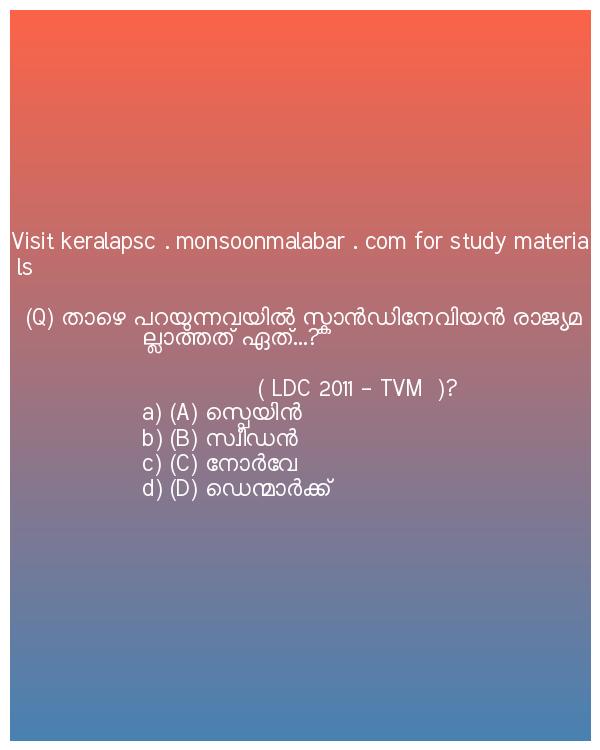 Visit keralapsc . monsoonmalabar . com for study materia
ls
(Q) താഴെ പറയുന്നവയിൽ സ്കാൻഡിനേവിയൻ രാജ്യമ
ല്ലാത്തത് ഏത്...?
( LDC 2011 - TVM )?
a) (A) സ്പെയിൻ
b) (B) സ്വീഡൻ
c) (C) നോർവേ
d) (D) ഡെന്മാർക്ക്